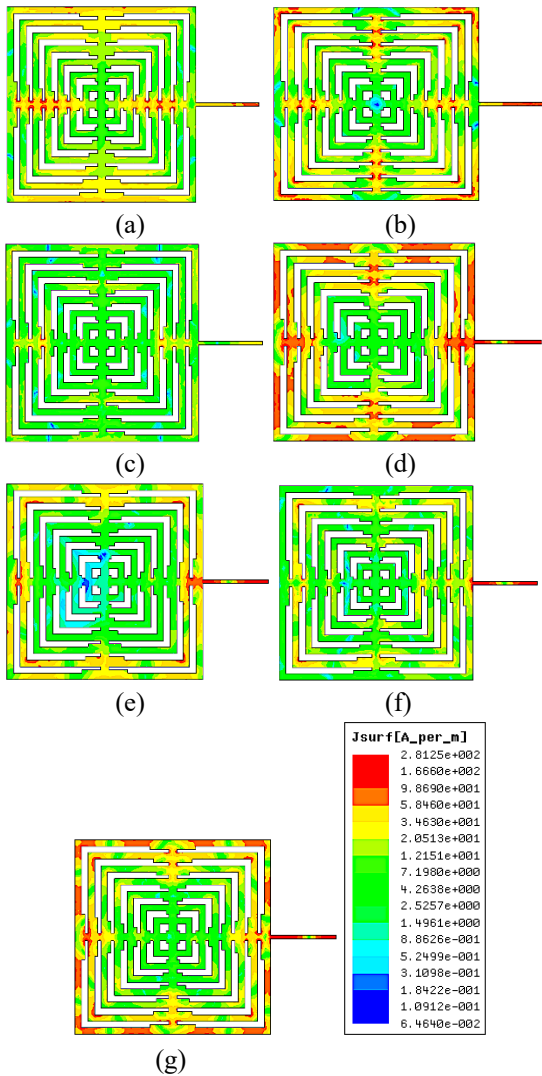 (a) (b)
(c) (d)
(e) (f)
Jsurf[A_per_m]
2.8125e+002
1.6660e+002
9.8690e+001
5.8460e+001
3.4630e+001
2.0513e+001
1.2151e+001
7.1980e+000
4.2638e+000
2.5257e+000
1.4961e+000
8.8626e-001
5.2499e-001
3.1098e-001
1.8422e-001
1.0912e-001
6.4640e-002
(g)